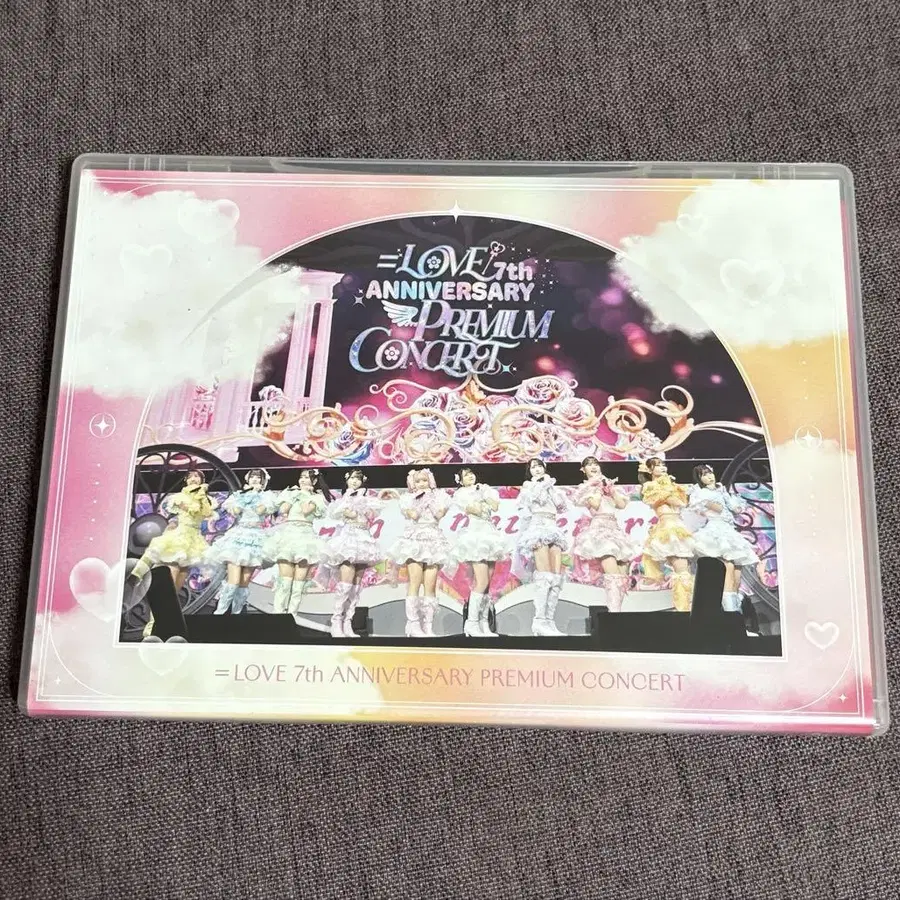 =LOVE 7th
ANNIVERSARY
PREMIUM
CONCERT
=LOVE 7th ANNIVERSARY PREMIUM CONCERT